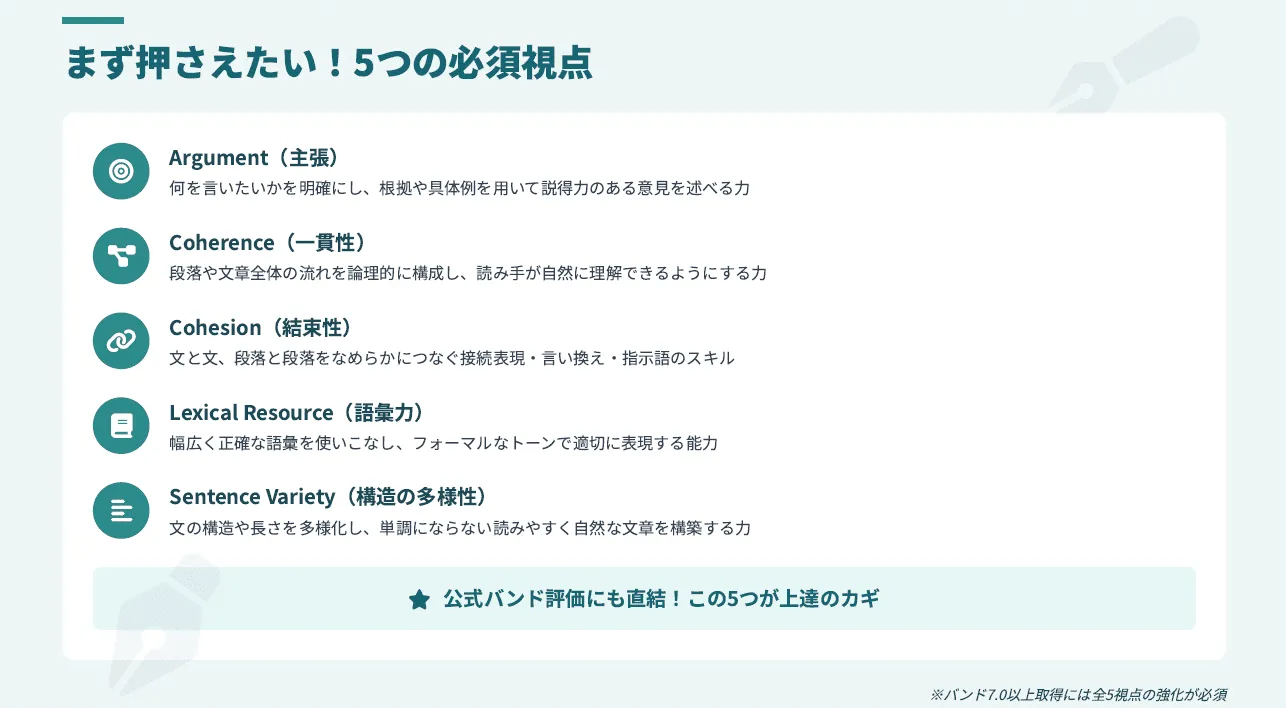 まず押さえたい！5つの必須視点
Argument（主張）
何を言いたいかを明確にし、根拠や具体例を用いて説得力のある意見を述べる力
Coherence（一貫性）
段落や文章全体の流れを論理的に構成し、読み手が自然に理解できるようにする力
Cohesion（結束性）
文と文、段落と段落をなめらかにつなぐ接続表現・言い換え・指示語のスキル
Lexical Resource（語彙力）
幅広く正確な語彙を使いこなし、フォーマルなトーンで適切に表現する能力
Sentence Variety（構造の多様性）
文の構造や長さを多様化し、単調にならない読みやすく自然な文章を構築する力
公式バンド評価にも直結！この5つが上達のカギ
※バンド7.0以上取得には全5視点の強化が必須